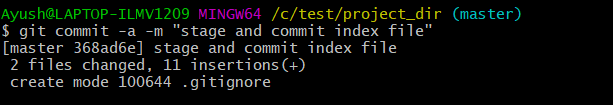 Ayush@LAPTOP-ILMV12O9 MINGW64 /c/test/project_dir (master)
$ git commit -a -m "stage and commit index file"
[master 368ad6e] stage and commit index file
 2 files changed, 11 insertions(+)
 create mode 100644 .gitignore